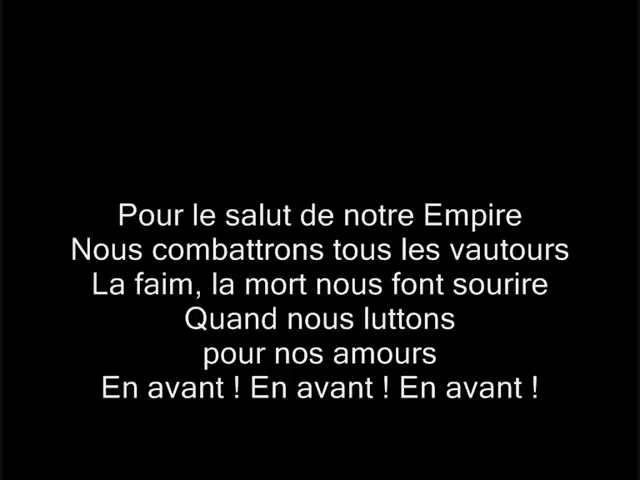 Pour le salut de notre Empire
Nous combattrons tous les vautours
La faim, la mort nous font sourire
Quand nous luttons
pour nos amours
En avant ! En avant ! En avant !